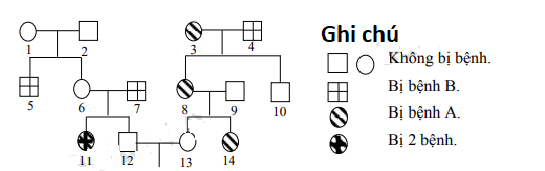 Ghi chú
Không bị bệnh.
Bị bệnh B.
Bị bệnh A.
Bị 2 bệnh.
1 2 3 4
5 6 7 8 9 10
11 12 13 14